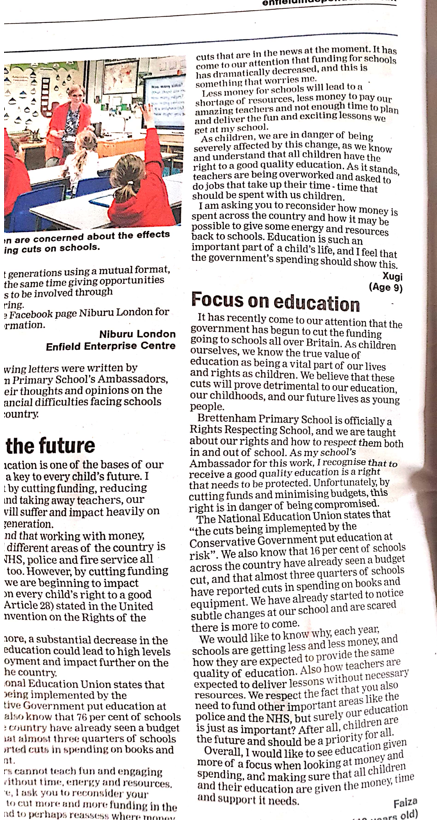 cuts that are in the news at the moment. It has
come to our attention that funding for schools
has dramatically decreased, and this is
something that worries me.
Less money for schools will lead to a
shortage of resources, less money to pay our
amazing teachers and not enough time to plan
and deliver the fun and exciting lessons we
get at my school.
As children, we are in danger of being
severely affected by this change, as we know
and understand that all children have the
right to a good quality education. As it stands,
teachers are being overworked and asked to
do jobs that take up their time - time that
should be spent with us children.
I am asking you to reconsider how money is
spent across the country and how it may be
possible to give some energy and resources
back to schools. Education is such an
important part of a child's life, and I feel that
the government's spending should show this.
Xugi
(Age 9)
n are concerned about the effects
ing cuts on schools.
t generations using a mutual format,
the same time giving opportunities
s to be involved through
ring.
e Facebook page Niburu London for
rmation.
Niburu London
Enfield Enterprise Centre
wing letters were written by
n Primary School's Ambassadors,
eir thoughts and opinions on the
ancial difficulties facing schools
country.
the future
ucation is one of the bases of our
a key to every child's future. I
t by cutting funding, reducing
nd taking away teachers, our
will suffer and impact heavily on
generation.
nd that working with money,
different areas of the country is
NHS, police and fire service all
too. However, by cutting funding
we are beginning to impact
on every child's right to a good
Article 28) stated in the United
nvention on the Rights of the
more, a substantial decrease in the
education could lead to high levels
oyment and impact further on the
he country.
onal Education Union states that
being implemented by the
tive Government put education at
also know that 76 per cent of schools
country have already seen a budget
at almost three quarters of schools
orted cuts in spending on books and
nt.
rs cannot teach fun and engaging
without time, energy and resources.
e, I ask you to reconsider your
to cut more and more funding in the
nd to perhaps reassess where money
Focus on education
It has recently come to our attention that the
government has begun to cut the funding
going to schools all over Britain. As children
ourselves, we know the true value of
education as being a vital part of our lives
and rights as children. We believe that these
cuts will prove detrimental to our education,
our childhoods, and our future lives as young
people.
Brettenham Primary School is officially a
Rights Respecting School, and we are taught
about our rights and how to respect them both
in and out of school. As my school's
Ambassador for this work, I recognise that to
receive a good quality education is a right
that needs to be protected. Unfortunately, by
cutting funds and minimising budgets, this
right is in danger of being compromised.
The National Education Union states that
"the cuts being implemented by the
Conservative Government put education at
risk". We also know that 16 per cent of schools
across the country have already seen a budget
cut, and that almost three quarters of schools
have reported cuts in spending on books and
equipment. We have already started to notice
subtle changes at our school and are scared
there is more to come.
We would like to know why, each year,
schools are getting less and less money, and
how they are expected to provide the same
quality of education. Also how teachers are
expected to deliver lessons without necessary
resources. We respect the fact that you also
need to fund other important areas like the
police and the NHS, but surely our education
is just as important? After all, children are
the future and should be a priority for all.
Overall, I would like to see education given
more of a focus when looking at money and
spending, and making sure that all children
and their education are given the money, time
and support it needs.
Faiza
years old)